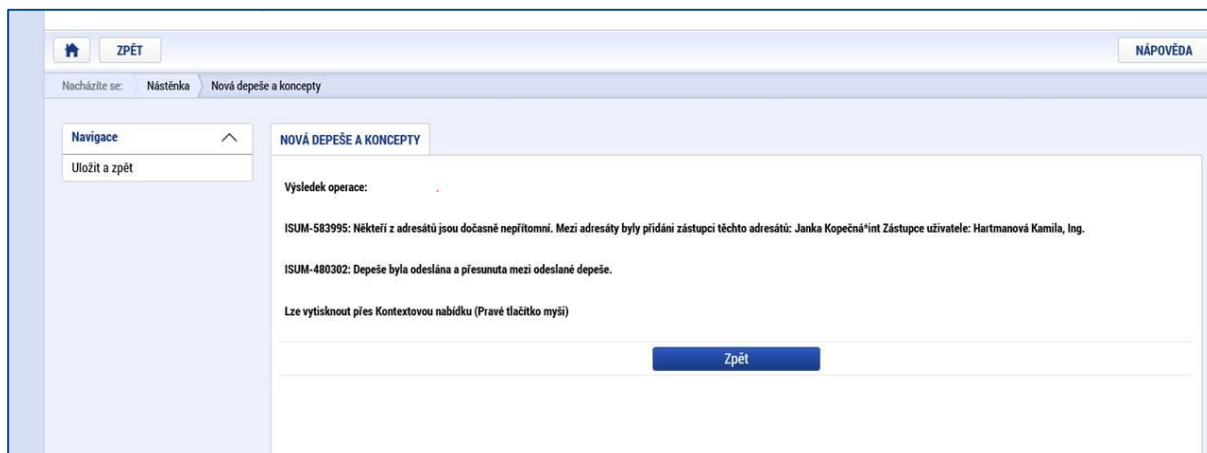 ZPĚT
NÁPOVĚDA
Nacházíte se: Nástěnka Nová depeše a koncepty
Navigace
Uložit a zpět
NOVÁ DEPEŠE A KONCEPTY
Výsledek operace:
ISUM-583995: Někteří z adresátů jsou dočasně nepřítomní. Mezi adresáty byly přidáni zástupci těchto adresátů: Janka Kopečná*int Zástupce uživatele: Hartmanová Kamila, Ing.
ISUM-480302: Depeše byla odeslána a přesunuta mezi odeslané depeše.
Lze vytisknout přes Kontextovou nabídku (Pravé tlačítko myši)
Zpět